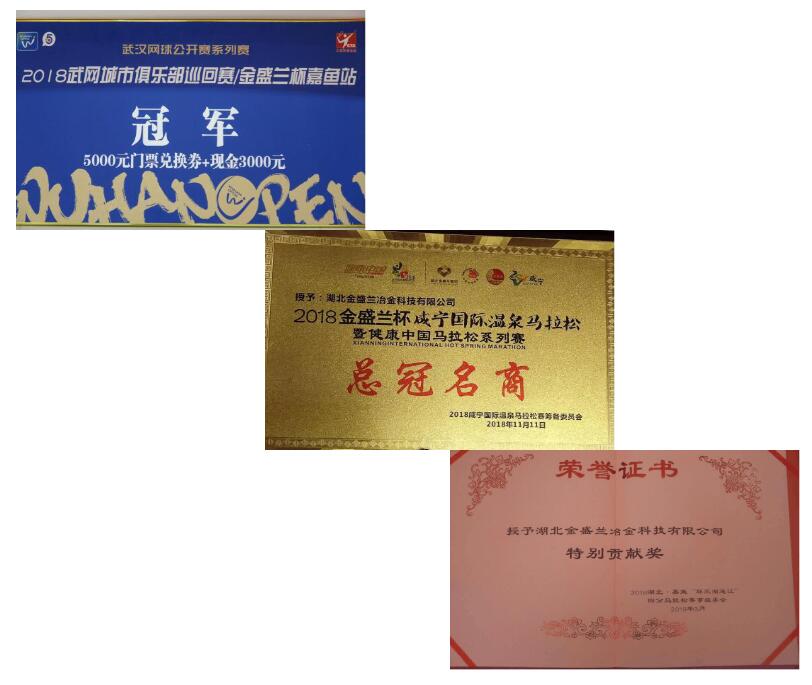 武汉网球公开赛系列赛
2018武网城市俱乐部巡回赛/金盛兰杯嘉鱼站
冠 军
5000元门票兑换券+现金3000元
WUHAN OPEN
授予：湖北金盛兰冶金科技有限公司
2018金盛兰杯咸宁国际温泉马拉松
暨健康中国马拉松系列赛
XIANNINGINTERNATIONAL HOT SPRING MARATHON
总冠名商
2018咸宁国际温泉马拉松赛筹备委员会
2018年11月11日
荣誉证书
授予湖北金盛兰冶金科技有限公司
特别贡献奖